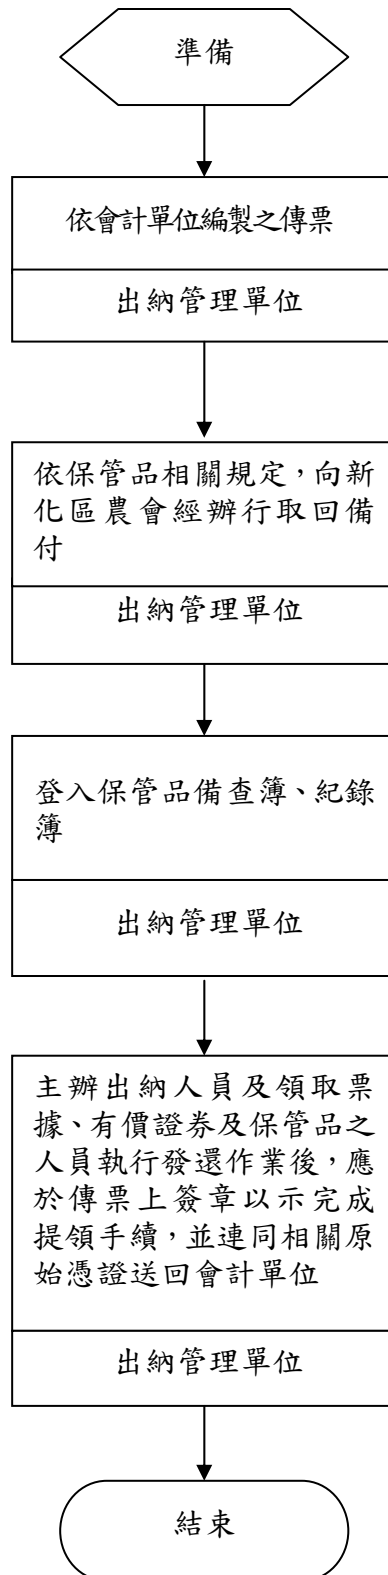 準備
依會計單位編製之傳票
出納管理單位
依保管品相關規定，向新
化區農會經辦行取回備
付
出納管理單位
登入保管品備查簿、紀錄
簿
出納管理單位
主辦出納人員及領取票
據、有價證券及保管品之
人員執行發還作業後，應
於傳票上簽章以示完成
提領手續，並連同相關原
始憑證送回會計單位
出納管理單位
結束